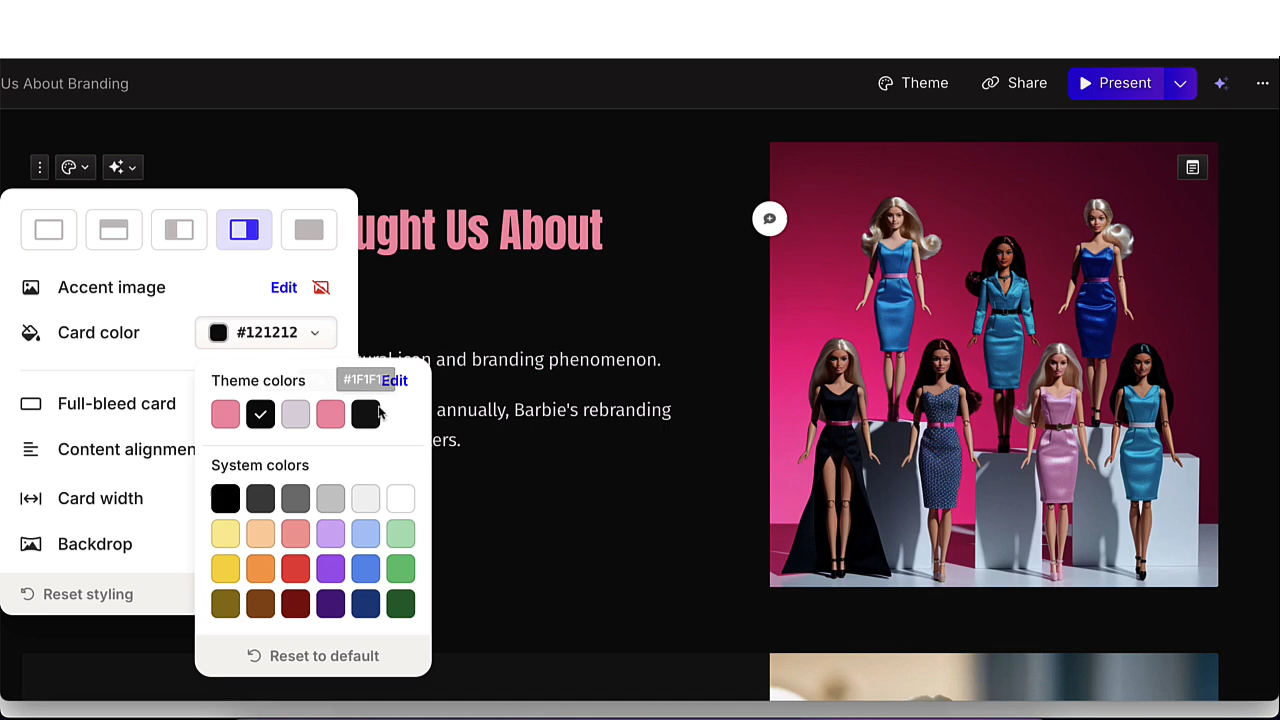 Us About Branding
Theme
Share
Present
ught Us About
Accent image
Edit
Card color
#121212
and branding phenomenon.
Theme colors
#1F1F1
Edit
Full-bleed card
annually, Barbie's rebranding
ers.
Content alignmen
System colors
Card width
Backdrop
Reset styling
Reset to default